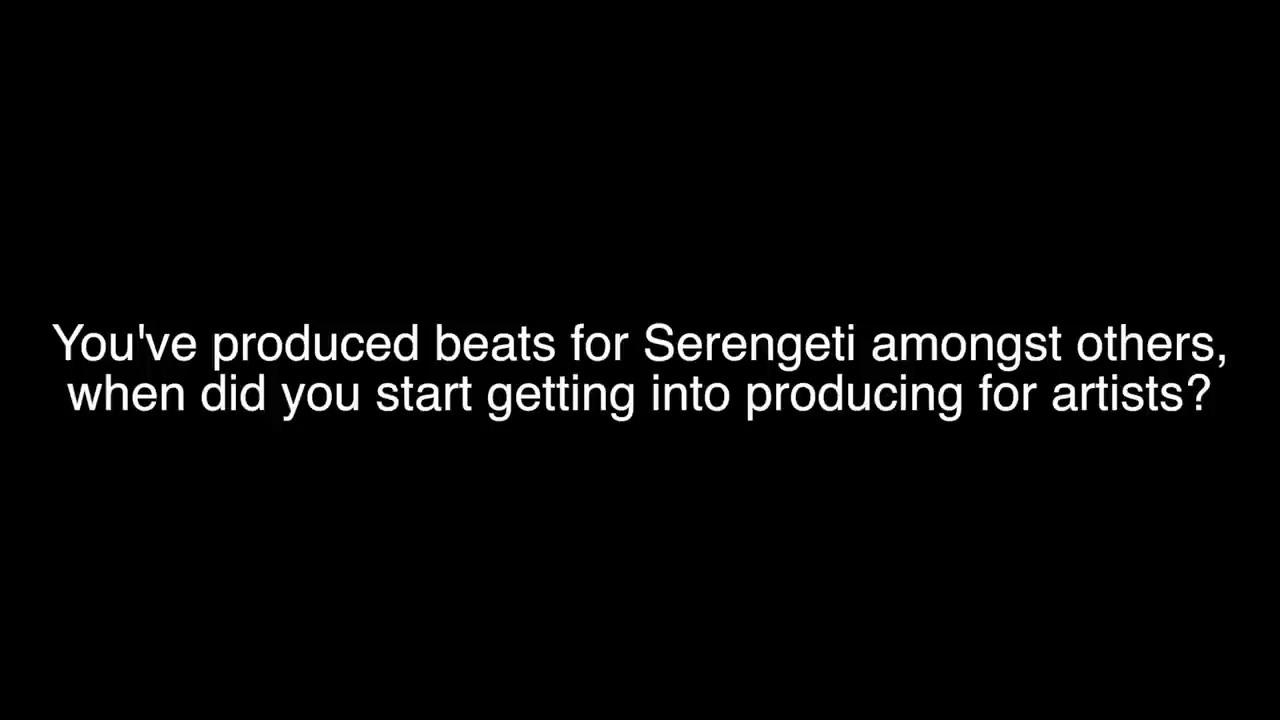 You've produced beats for Serengeti amongst others,
when did you start getting into producing for artists?